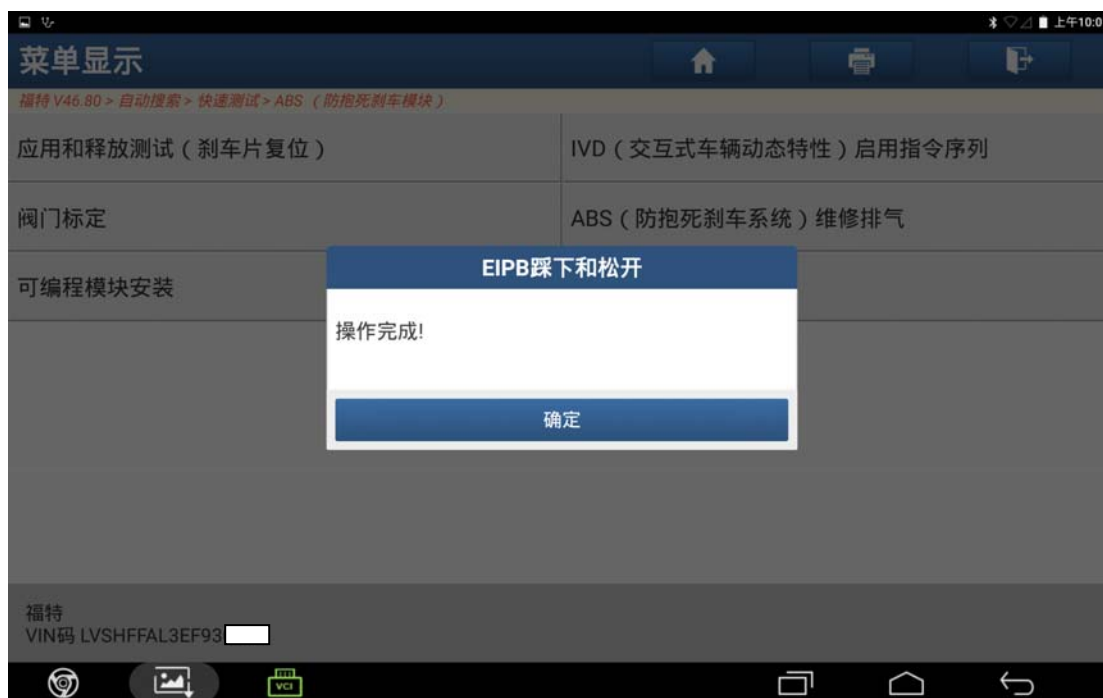 上午10:0
菜单显示
福特 V46.80 > 自动搜索 > 快速测试 > ABS （防抱死刹车模块）
应用和释放测试（刹车片复位）
IVD（交互式车辆动态特性）启用指令序列
阀门标定
ABS（防抱死刹车系统）维修排气
可编程模块安装
EIPB踩下和松开
操作完成!
确定
福特
VIN码 LVSHFFAL3EF93
VCI